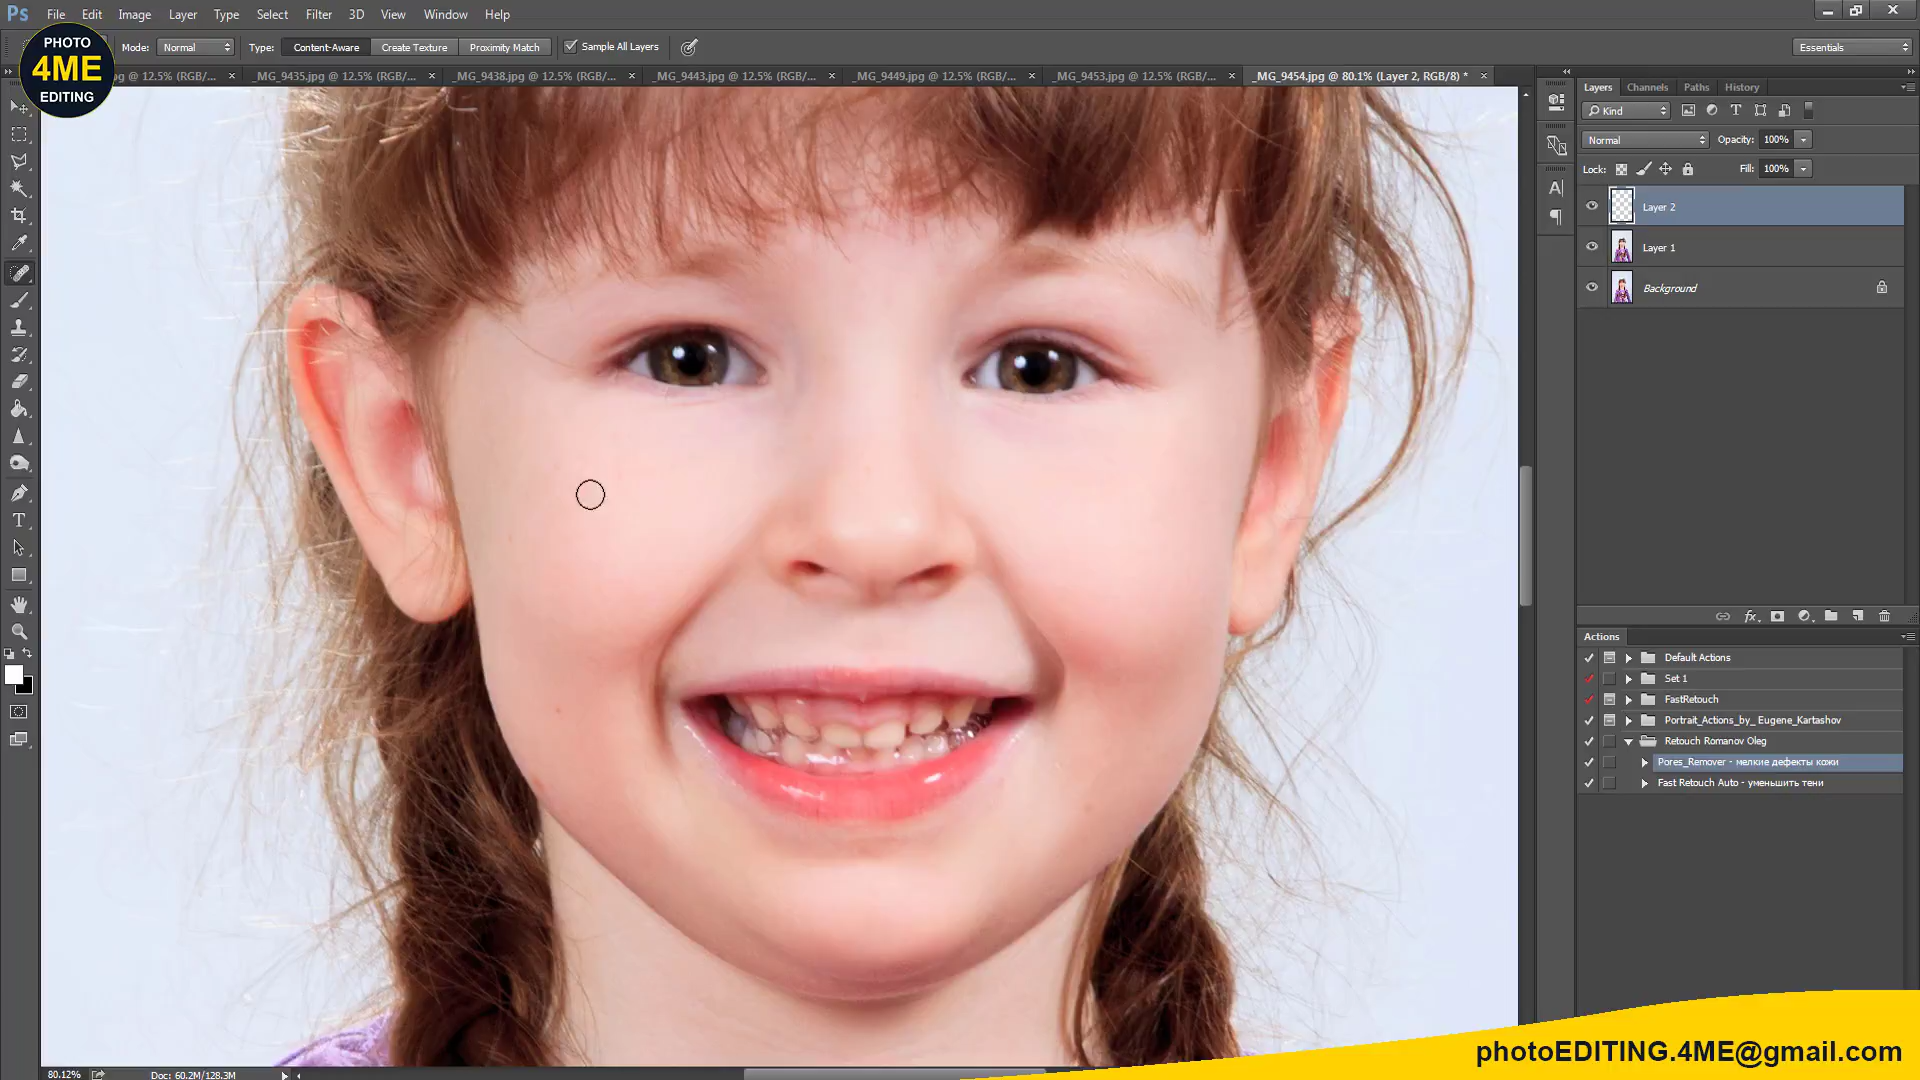 Ps File Edit Image Layer Type Select Filter 3D View Window Help
PHOTO
4ME
EDITING
Mode: Normal Type: Content-Aware Create Texture Proximity Match Sample All Layers Essentials
pg @ 12.5% (RGB/... _MG_9435.jpg @ 12.5% (RGB/... _MG_9438.jpg @ 12.5% (RGB/... _MG_9443.jpg @ 12.5% (RGB/... _MG_9449.jpg @ 12.5% (RGB/... _MG_9453.jpg @ 12.5% (RGB/... _MG_9454.jpg @ 80.1% (Layer 2, RGB/8) *
Layers Channels Paths History
Kind
Normal Opacity: 100%
Lock: Fill: 100%
Layer 2
Layer 1
Background
Actions
Default Actions
Set 1
FastRetouch
Portrait_Actions_by_ Eugene_Kartashov
Retouch Romanov Oleg
Pores_Remover - мелкие дефекты кожи
Fast Retouch Auto - уменьшить тени
photoEDITING.4ME@gmail.com
80.12% Doc: 60.2M/128.3M